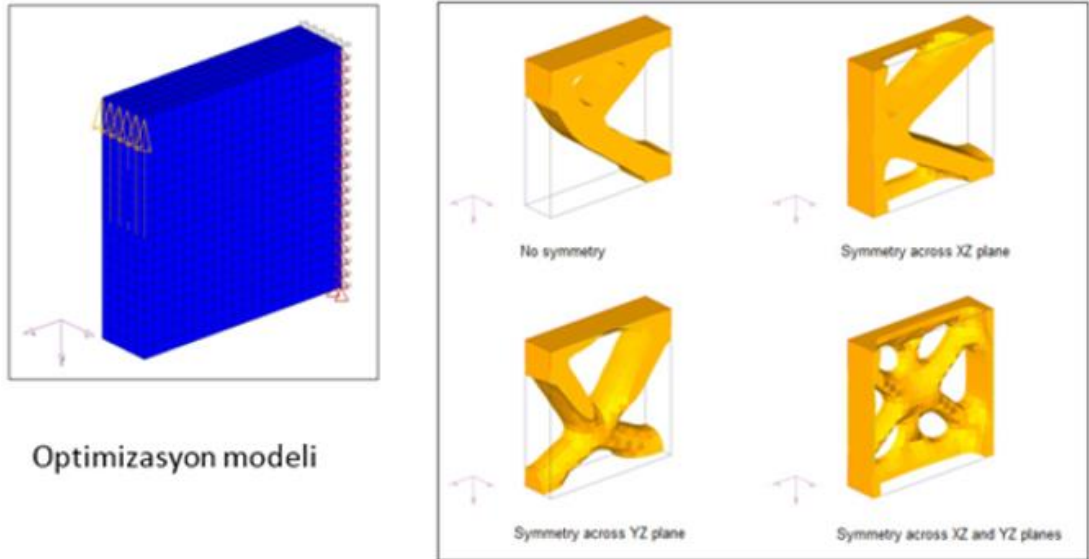 No symmetry
Symmetry across XZ plane
Optimizasyon modeli
Symmetry across YZ plane
Symmetry across XZ and YZ planes